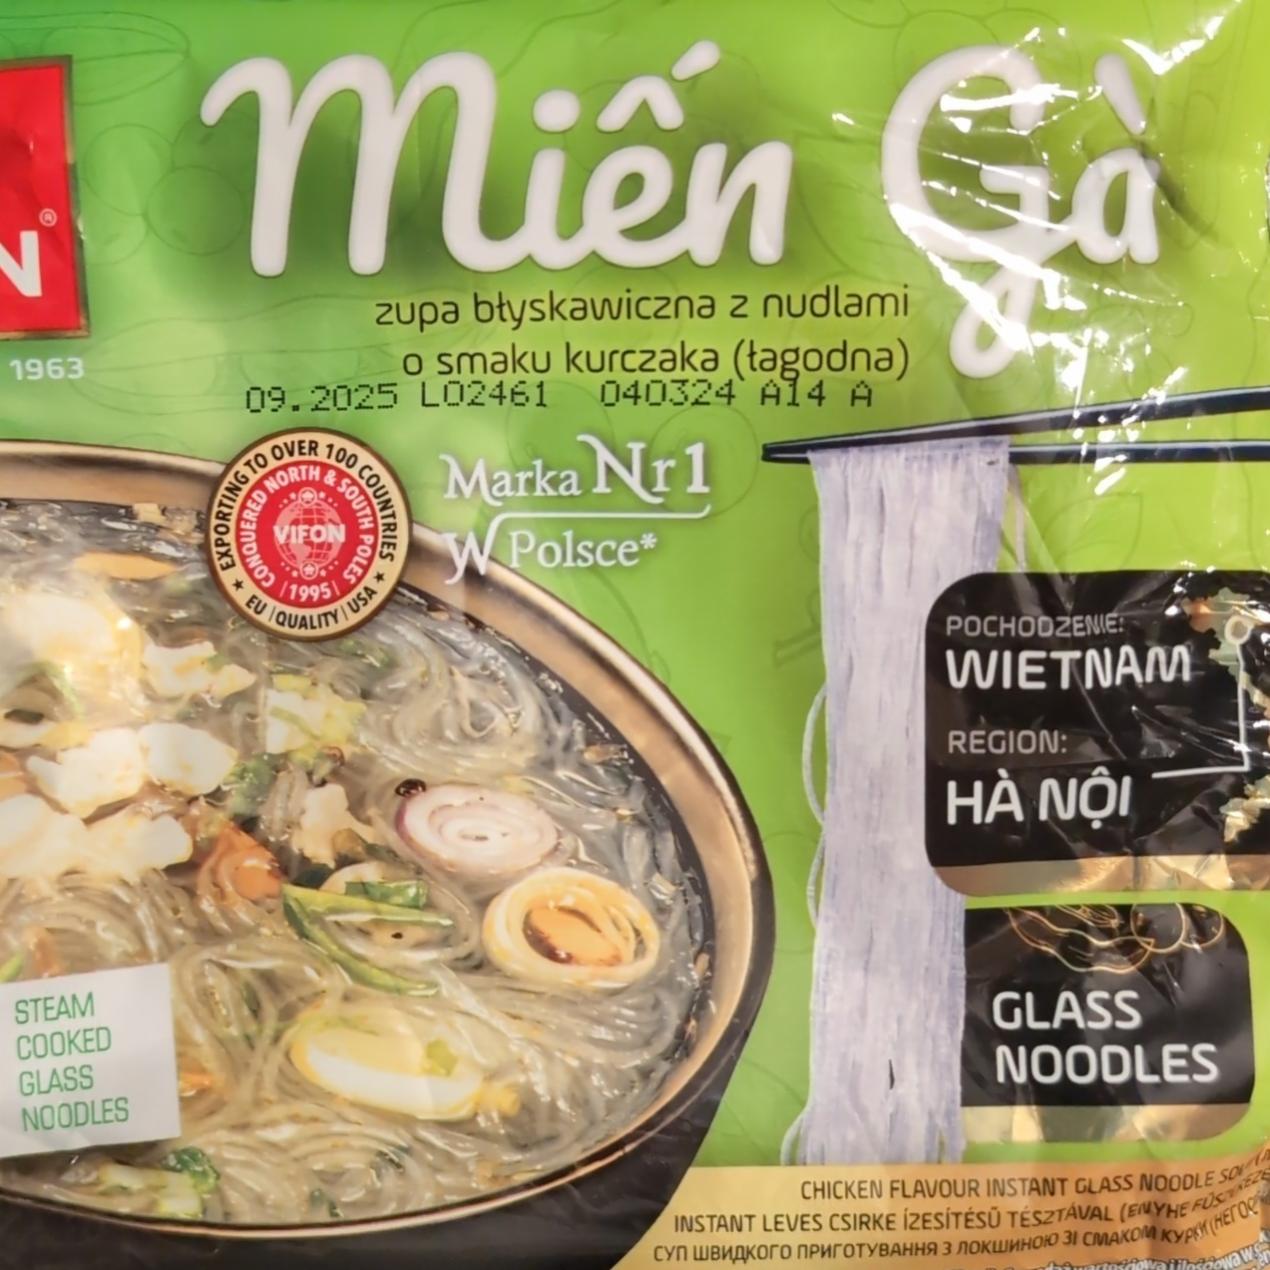 Miến Gà
N®
1963
zupa błyskawiczna z nudlami
o smaku kurczaka (łagodna)
09.2025 L02461 040324 A14 A
EXPORTING TO OVER 100 COUNTRIES
CONQUERED NORTH & SOUTH POLES
VIFON
1995
EU | QUALITY | USA
Marka Nr 1
W Polsce*
POCHODZENIE:
WIETNAM
REGION:
HÀ NỘI
GLASS
NOODLES
STEAM
COOKED
GLASS
NOODLES
CHICKEN FLAVOUR INSTANT GLASS NOODLE
INSTANT LEVES CSIRKE ÍZESÍTÉSŰ TÉSZTÁVAL (ENYHE
СУП ШВИДКОГО ПРИГОТУВАННЯ З ЛОКШИНОЮ ЗІ СМАКОМ КУРКИ